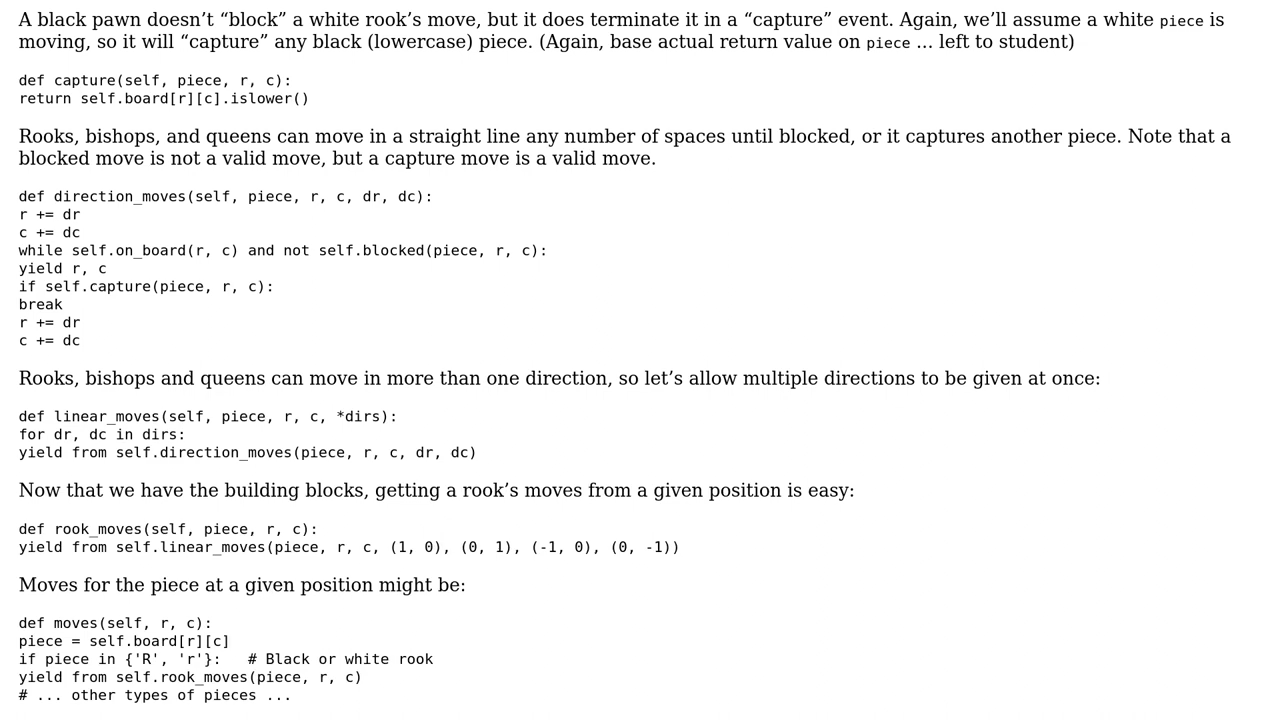 A black pawn doesn’t “block” a white rook’s move, but it does terminate it in a “capture” event. Again, we’ll assume a white piece is
moving, so it will “capture” any black (lowercase) piece. (Again, base actual return value on piece ... left to student)
def capture(self, piece, r, c):
return self.board[r][c].islower()
Rooks, bishops, and queens can move in a straight line any number of spaces until blocked, or it captures another piece. Note that a
blocked move is not a valid move, but a capture move is a valid move.
def direction_moves(self, piece, r, c, dr, dc):
r += dr
c += dc
while self.on_board(r, c) and not self.blocked(piece, r, c):
yield r, c
if self.capture(piece, r, c):
break
r += dr
c += dc
Rooks, bishops and queens can move in more than one direction, so let’s allow multiple directions to be given at once:
def linear_moves(self, piece, r, c, *dirs):
for dr, dc in dirs:
yield from self.direction_moves(piece, r, c, dr, dc)
Now that we have the building blocks, getting a rook’s moves from a given position is easy:
def rook_moves(self, piece, r, c):
yield from self.linear_moves(piece, r, c, (1, 0), (0, 1), (-1, 0), (0, -1))
Moves for the piece at a given position might be:
def moves(self, r, c):
piece = self.board[r][c]
if piece in {'R', 'r'}:   # Black or white rook
yield from self.rook_moves(piece, r, c)
# ... other types of pieces ...